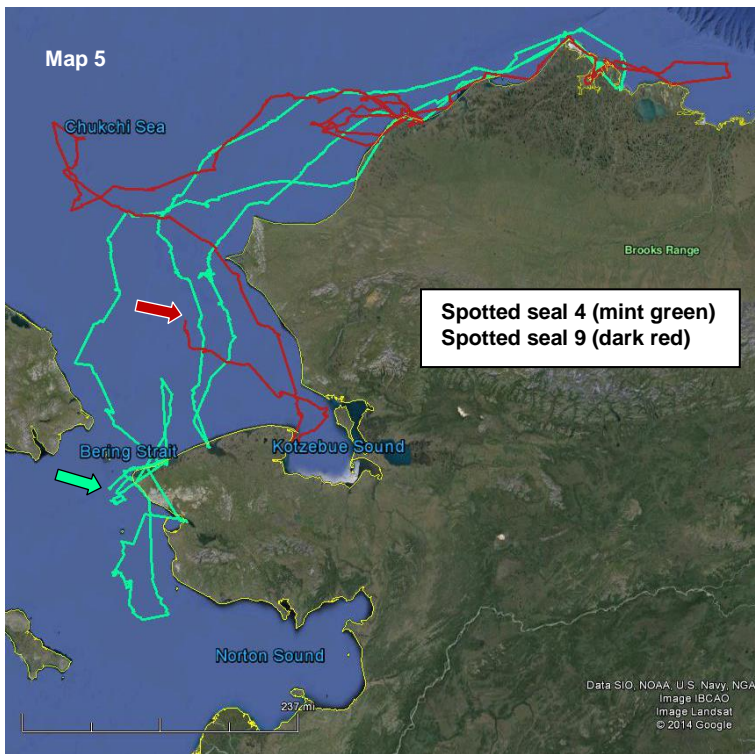 Map 5
Chukchi Sea
Brooks Range
Spotted seal 4 (mint green)
Spotted seal 9 (dark red)
Bering Strait
Kotzebue Sound
Norton Sound
237 mi
Data SIO, NOAA, U.S. Navy, NGA
Image IBCAO
Image Landsat
© 2014 Google